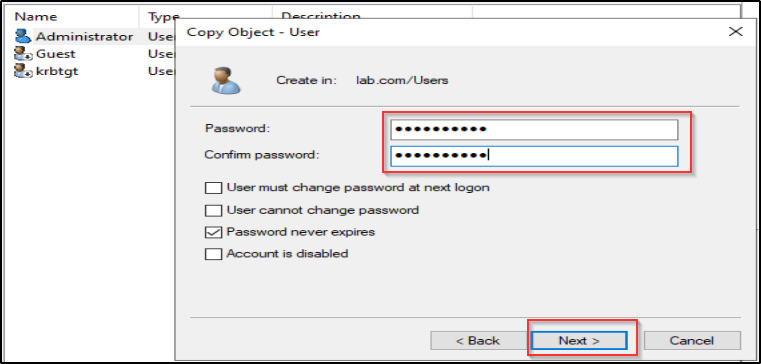 Name Type Description
Administrator User
Guest User
krbtgt User
Copy Object - User
Create in: lab.com/Users
Password: ●●●●●●●●●●
Confirm password: ●●●●●●●●●●
User must change password at next logon
User cannot change password
Password never expires
Account is disabled
< Back Next > Cancel